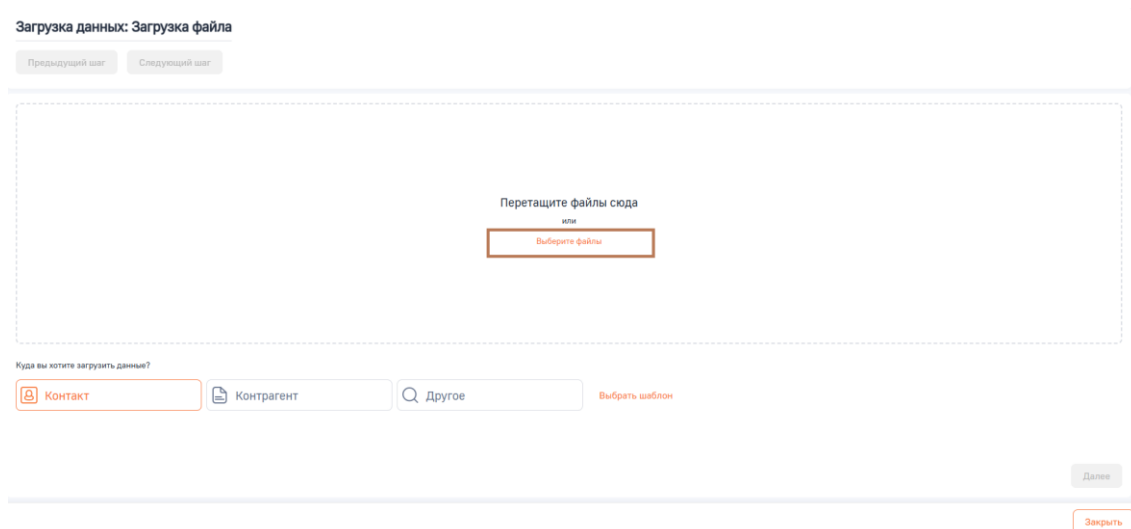 Загрузка данных: Загрузка файла
Предыдущий шаг Следующий шаг
Перетащите файлы сюда
или
Выберите файлы
Куда вы хотите загрузить данные?
Контакт Контрагент Другое Выбрать шаблон
Далее
Закрыть